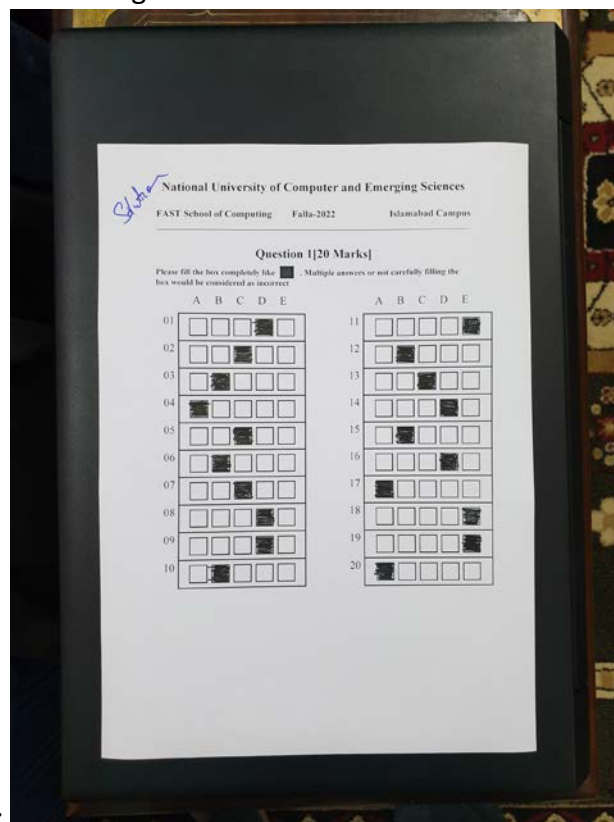 Solution
National University of Computer and Emerging Sciences
FAST School of Computing Falla-2022 Islamabad Campus
Question 1[20 Marks]
Please fill the box completely like . Multiple answers or not carefully filling the
box would be considered as incorrect
A B C D E A B C D E
01 11
02 12
03 13
04 14
05 15
06 16
07 17
08 18
09 19
10 20